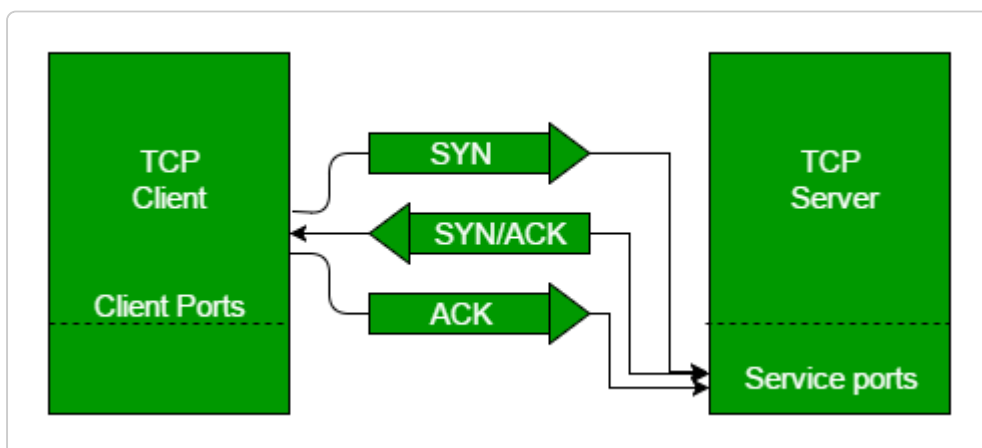 TCP
Client
Client Ports
SYN
SYN/ACK
ACK
TCP
Server
Service ports